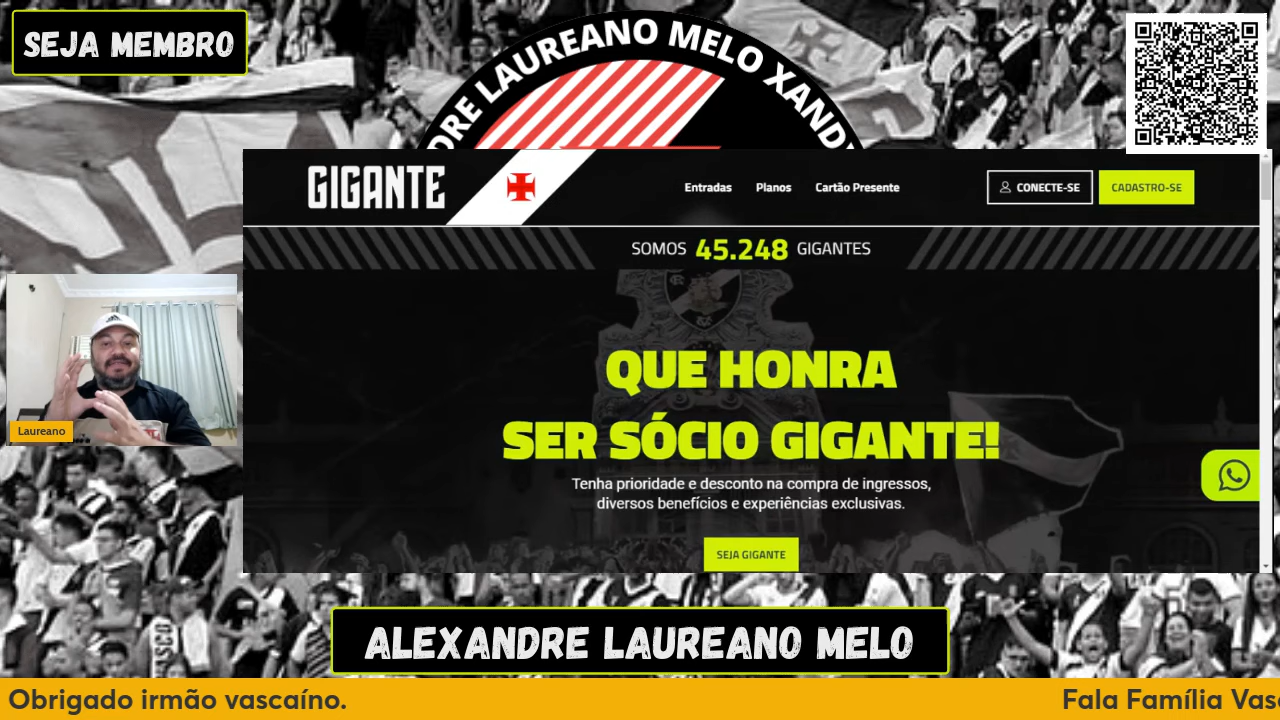 SEJA MEMBRO
DRE LAUREANO MELO XAND
GIGANTE
Entradas
Planos
Cartão Presente
CONECTE-SE
CADASTRO-SE
SOMOS 45.248 GIGANTES
QUE HONRA
SER SÓCIO GIGANTE!
Tenha prioridade e desconto na compra de ingressos,
diversos benefícios e experiências exclusivas.
SEJA GIGANTE
Laureano
ALEXANDRE LAUREANO MELO
Obrigado irmão vascaíno.
Fala Família Vas